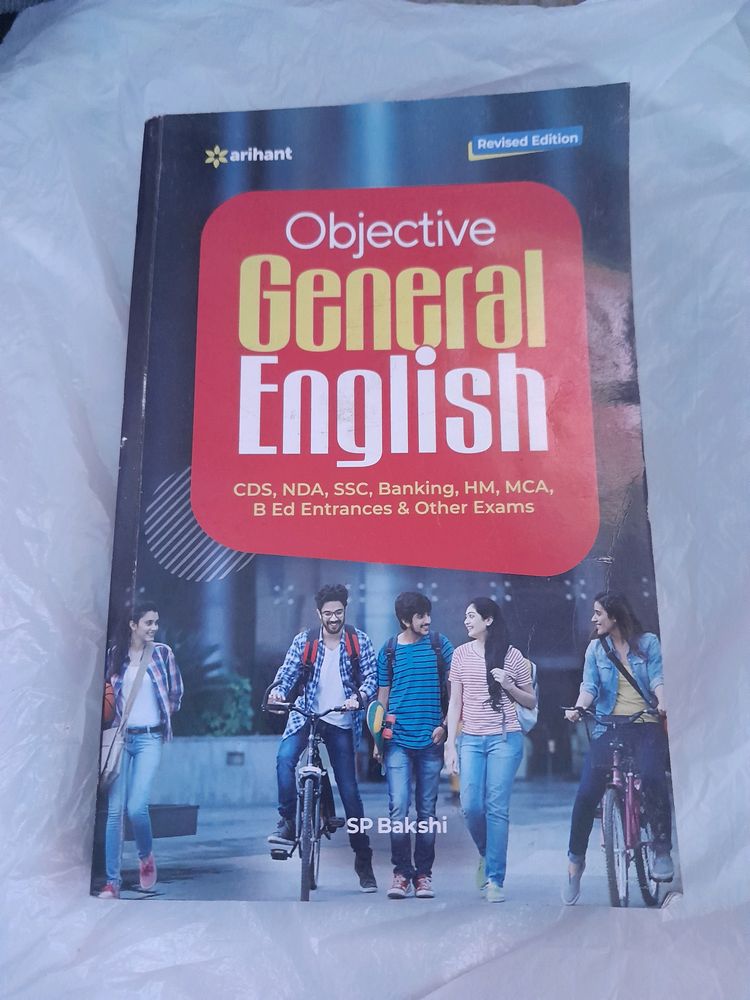 arihant
Revised Edition
Objective
General
English
CDS, NDA, SSC, Banking, HM, MCA,
B Ed Entrances & Other Exams
SP Bakshi